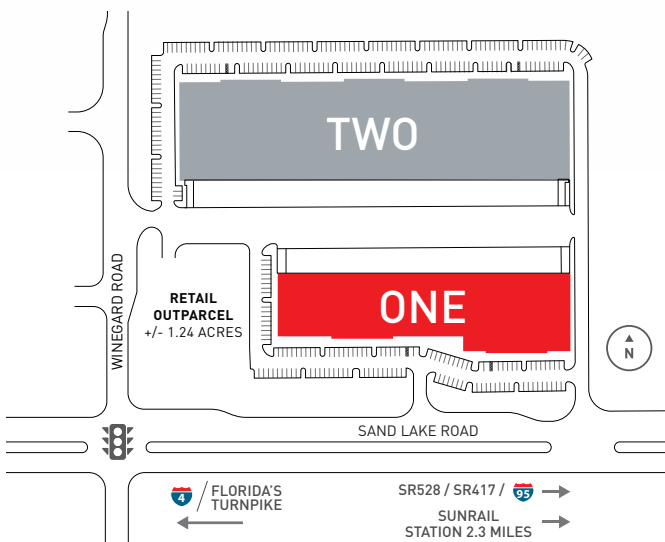 TWO
WINEGARD ROAD
RETAIL
OUTPARCEL
+/- 1.24 ACRES
ONE
N
SAND LAKE ROAD
4 / FLORIDA'S
TURNPIKE
SR528 / SR417 / 95
SUNRAIL
STATION 2.3 MILES